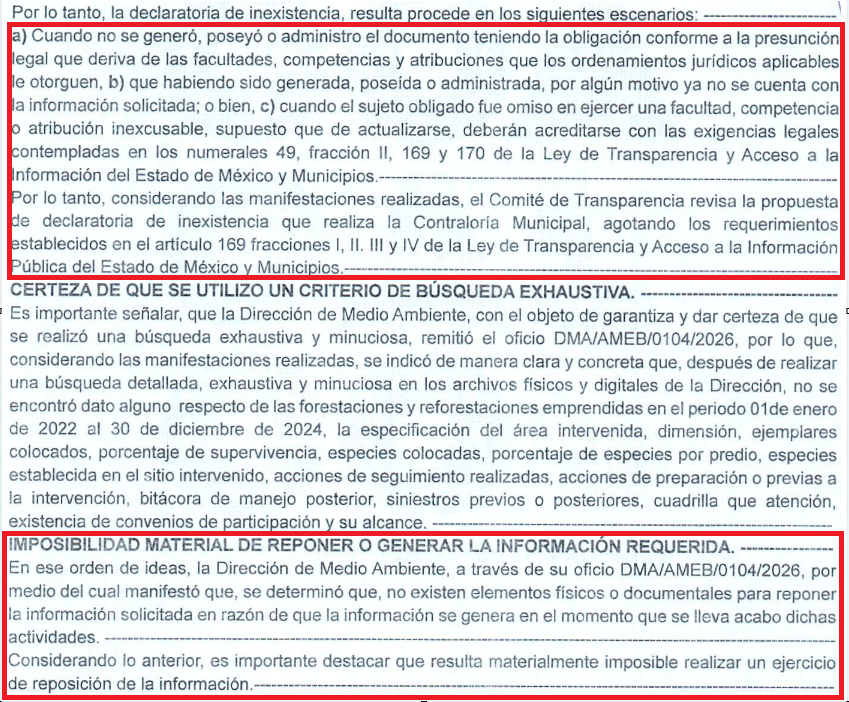 Por lo tanto, la declaratoria de inexistencia, resulta procede en los siguientes escenarios: --------------------
a) Cuando no se generó, poseyó o administro el documento teniendo la obligación conforme a la presunción
legal que deriva de las facultades, competencias y atribuciones que los ordenamientos jurídicos aplicables
le otorguen, b) que habiendo sido generada, poseída o administrada, por algún motivo ya no se cuenta con
la información solicitada; o bien, c) cuando el sujeto obligado fue omiso en ejercer una facultad, competencia
o atribución inexcusable, supuesto que de actualizarse, deberán acreditarse con las exigencias legales
contempladas en los numerales 49, fracción II, 169 y 170 de la Ley de Transparencia y Acceso a la
Información del Estado de México y Municipios.--------------------
Por lo tanto, considerando las manifestaciones realizadas, el Comité de Transparencia revisa la propuesta
de declaratoria de inexistencia que realiza la Contraloría Municipal, agotando los requerimientos
establecidos en el artículo 169 fracciones I, II. III y IV de la Ley de Transparencia y Acceso a la Información
Pública del Estado de México y Municipios.--------------------
CERTEZA DE QUE SE UTILIZO UN CRITERIO DE BÚSQUEDA EXHAUSTIVA. --------------------
Es importante señalar, que la Dirección de Medio Ambiente, con el objeto de garantiza y dar certeza de que
se realizó una búsqueda exhaustiva y minuciosa, remitió el oficio DMA/AMEB/0104/2026, por lo que,
considerando las manifestaciones realizadas, se indicó de manera clara y concreta que, después de realizar
una búsqueda detallada, exhaustiva y minuciosa en los archivos físicos y digitales de la Dirección, no se
encontró dato alguno respecto de las forestaciones y reforestaciones emprendidas en el periodo 01de enero
de 2022 al 30 de diciembre de 2024, la especificación del área intervenida, dimensión, ejemplares
colocados, porcentaje de supervivencia, especies colocadas, porcentaje de especies por predio, especies
establecida en el sitio intervenido, acciones de seguimiento realizadas, acciones de preparación o previas a
la intervención, bitácora de manejo posterior, siniestros previos o posteriores, cuadrilla que atención,
existencia de convenios de participación y su alcance. --------------------
IMPOSIBILIDAD MATERIAL DE REPONER O GENERAR LA INFORMACIÓN REQUERIDA. --------------------
En ese orden de ideas, la Dirección de Medio Ambiente, a través de su oficio DMA/AMEB/0104/2026, por
medio del cual manifestó que, se determinó que, no existen elementos físicos o documentales para reponer
la información solicitada en razón de que la información se genera en el momento que se lleva acabo dichas
actividades. --------------------
Considerando lo anterior, es importante destacar que resulta materialmente imposible realizar un ejercicio
de reposición de la información.--------------------